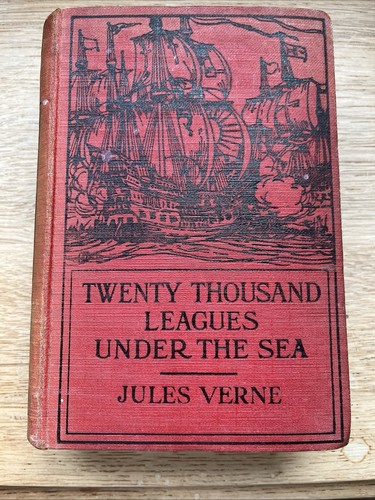 TWENTY THOUSAND
LEAGUES
UNDER THE SEA
JULES VERNE